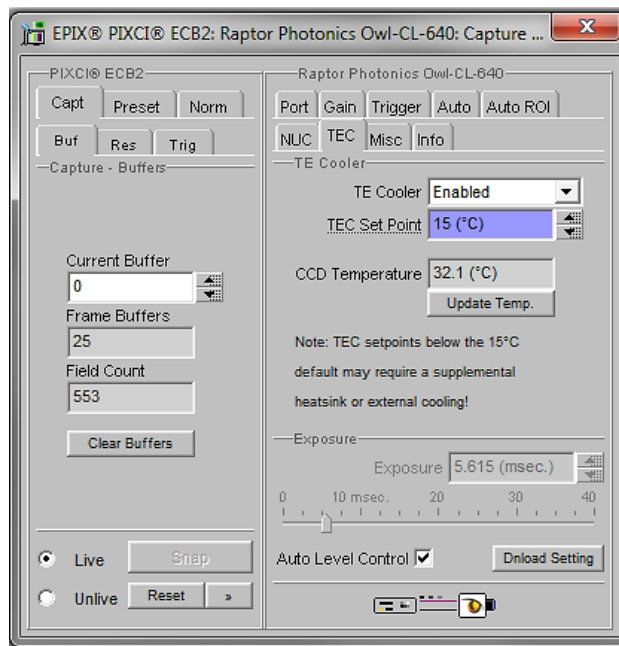 EPIX® PIXCI® ECB2: Raptor Photonics Owl-CL-640: Capture ...
PIXCI® ECB2
Capt Preset Norm
Buf Res Trig
Capture - Buffers
Current Buffer
0
Frame Buffers
25
Field Count
553
Clear Buffers
Live Snap
Unlive Reset »
Raptor Photonics Owl-CL-640
Port Gain Trigger Auto Auto ROI
NUC TEC Misc Info
TE Cooler
TE Cooler Enabled
TEC Set Point 15 (°C)
CCD Temperature 32.1 (°C)
Update Temp.
Note: TEC setpoints below the 15°C
default may require a supplemental
heatsink or external cooling!
Exposure
Exposure 5.615 (msec.)
0 10 msec. 20 30 40
Auto Level Control Dnload Setting